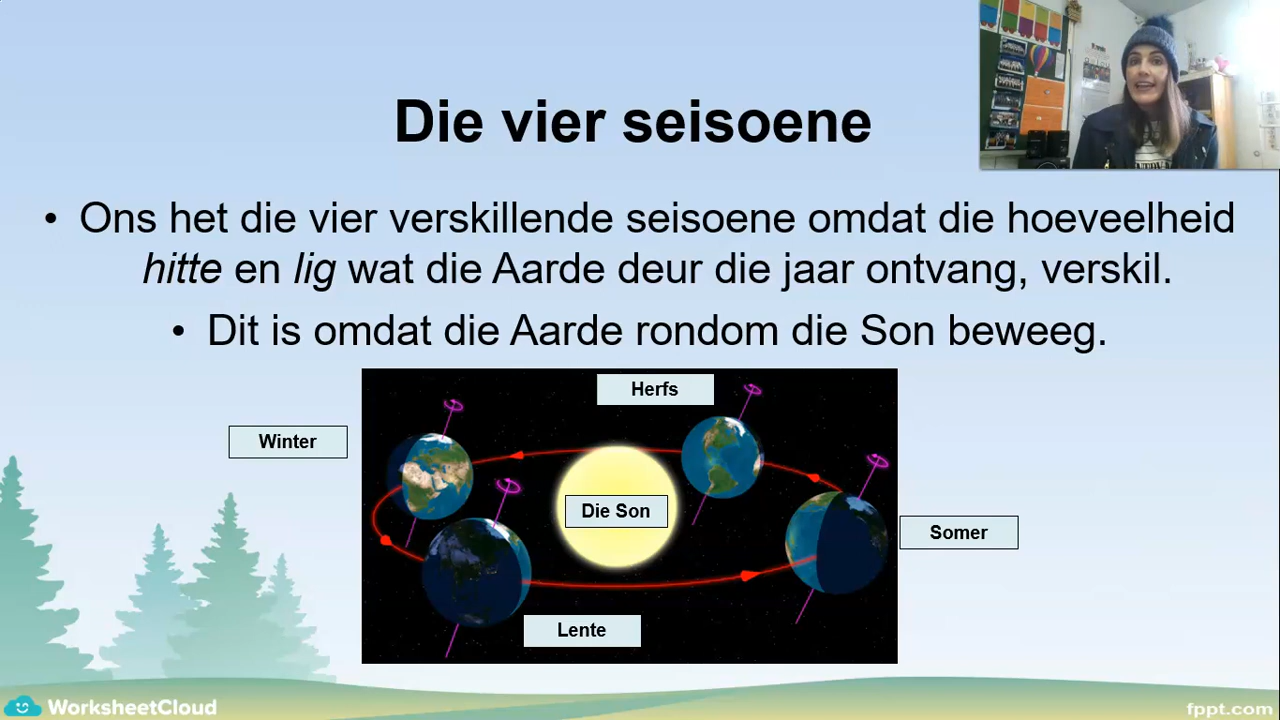 Die vier seisoene
• Ons het die vier verskillende seisoene omdat die hoeveelheid
hitte en lig wat die Aarde deur die jaar ontvang, verskil.
• Dit is omdat die Aarde rondom die Son beweeg.
Herfs
Winter
Die Son
Somer
Lente
WorksheetCloud
fppt.com